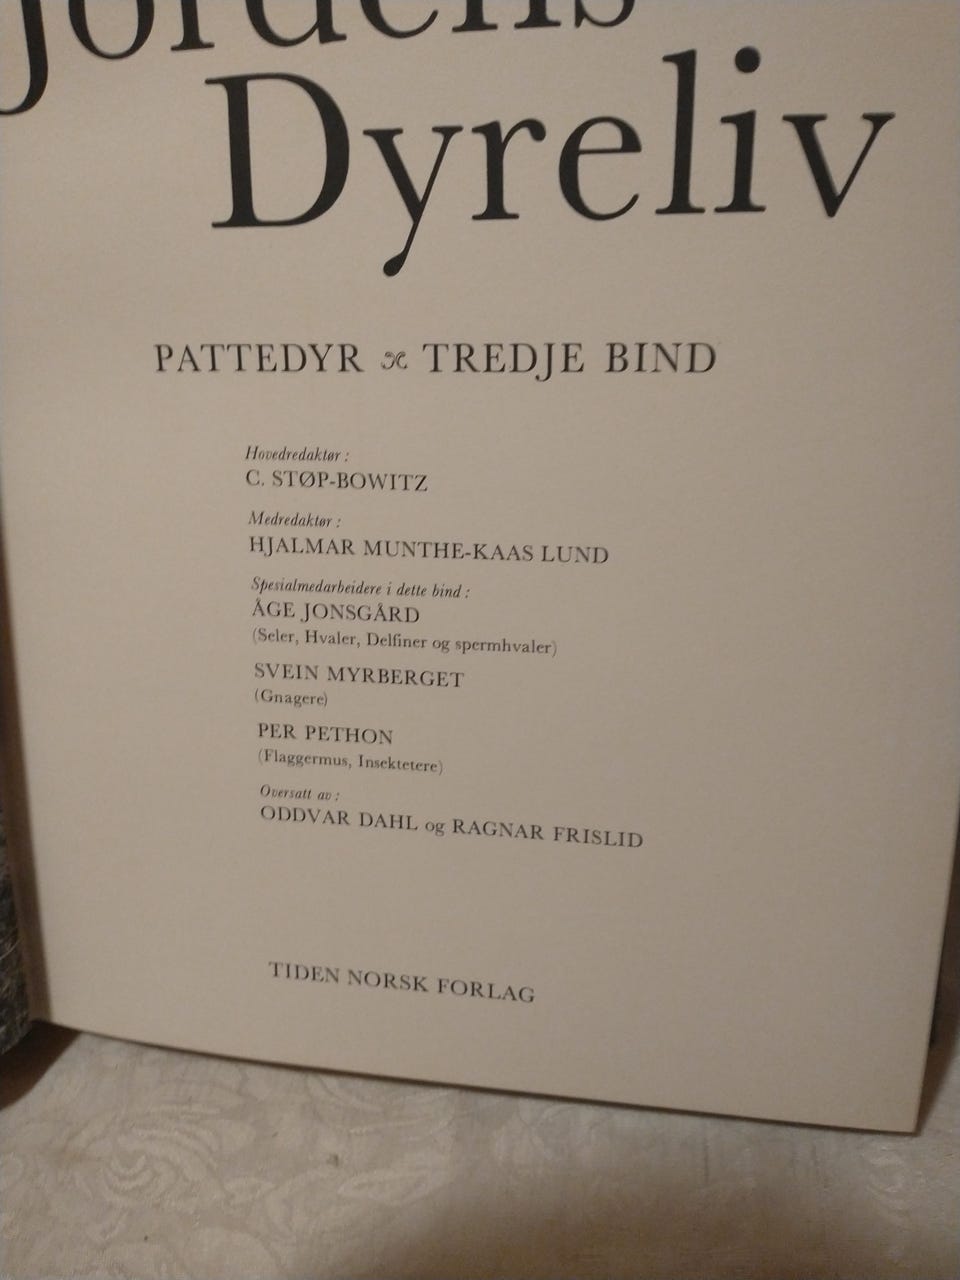 Jordens
Dyreliv
PATTEDYR TREDJE BIND
Hovedredaktør :
C. STØP-BOWITZ
Medredaktør :
HJALMAR MUNTHE-KAAS LUND
Spesialmedarbeidere i dette bind :
ÅGE JONSGÅRD
(Seler, Hvaler, Delfiner og spermhvaler)
SVEIN MYRBERGET
(Gnagere)
PER PETHON
(Flaggermus, Insektetere)
Oversatt av :
ODDVAR DAHL og RAGNAR FRISLID
TIDEN NORSK FORLAG